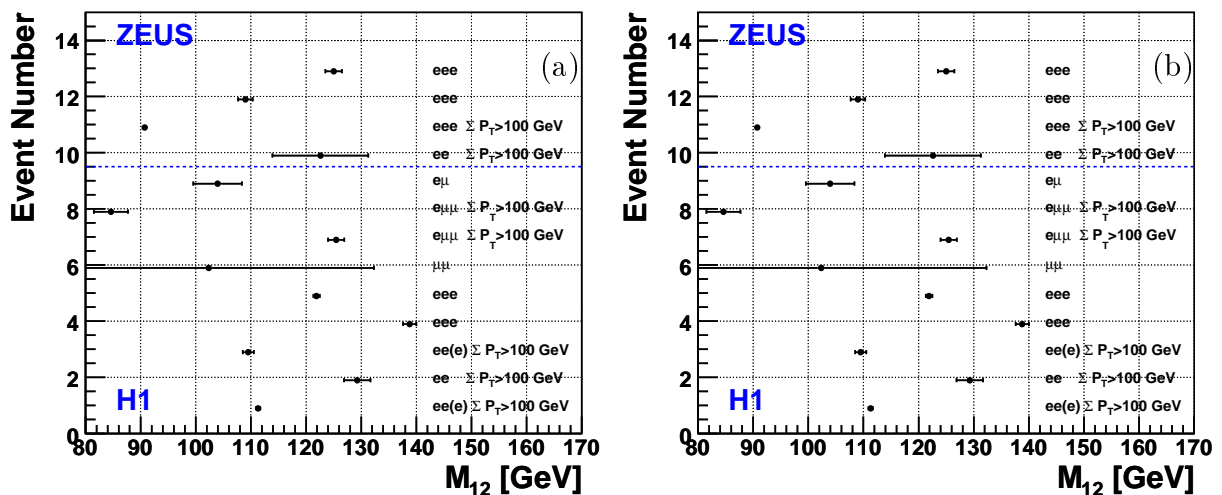 ZEUS
(a)
Event Number
14
12
10
8
6
4
2
0
eee
eee
eee Σ P_T>100 GeV
ee Σ P_T>100 GeV
eμ
eμμ Σ P_T>100 GeV
eμμ Σ P_T>100 GeV
μμ
eee
eee
ee(e) Σ P_T>100 GeV
ee Σ P_T>100 GeV
ee(e) Σ P_T>100 GeV
H1
80 90 100 110 120 130 140 150 160 170
M_12 [GeV]
ZEUS
(b)
Event Number
14
12
10
8
6
4
2
0
eee
eee
eee Σ P_T>100 GeV
ee Σ P_T>100 GeV
eμ
eμμ Σ P_T>100 GeV
eμμ Σ P_T>100 GeV
μμ
eee
eee
ee(e) Σ P_T>100 GeV
ee Σ P_T>100 GeV
ee(e) Σ P_T>100 GeV
H1
80 90 100 110 120 130 140 150 160 170
M_12 [GeV]